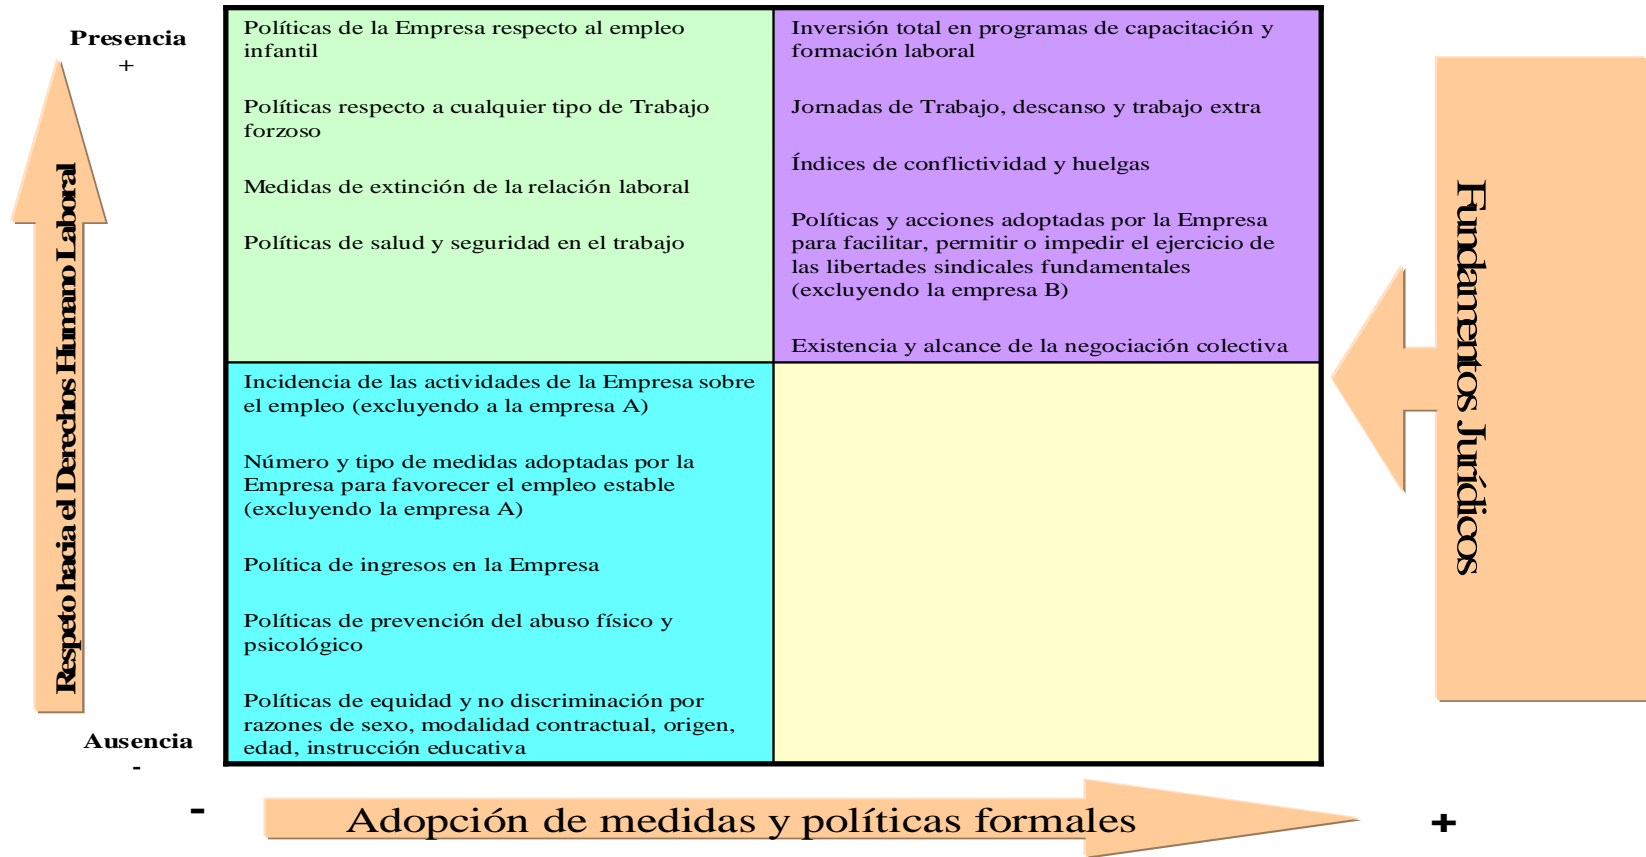 Presencia
+
Respeto hacia el Derechos Humano Laboral
Ausencia
-
Políticas de la Empresa respecto al empleo
infantil
Políticas respecto a cualquier tipo de Trabajo
forzoso
Medidas de extinción de la relación laboral
Políticas de salud y seguridad en el trabajo
Inversión total en programas de capacitación y
formación laboral
Jornadas de Trabajo, descanso y trabajo extra
Índices de conflictividad y huelgas
Políticas y acciones adoptadas por la Empresa
para facilitar, permitir o impedir el ejercicio de
las libertades sindicales fundamentales
(excluyendo la empresa B)
Existencia y alcance de la negociación colectiva
Incidencia de las actividades de la Empresa sobre
el empleo (excluyendo a la empresa A)
Número y tipo de medidas adoptadas por la
Empresa para favorecer el empleo estable
(excluyendo la empresa A)
Política de ingresos en la Empresa
Políticas de prevención del abuso físico y
psicológico
Políticas de equidad y no discriminación por
razones de sexo, modalidad contractual, origen,
edad, instrucción educativa
Fundamentos Jurídicos
-
Adopción de medidas y políticas formales
+